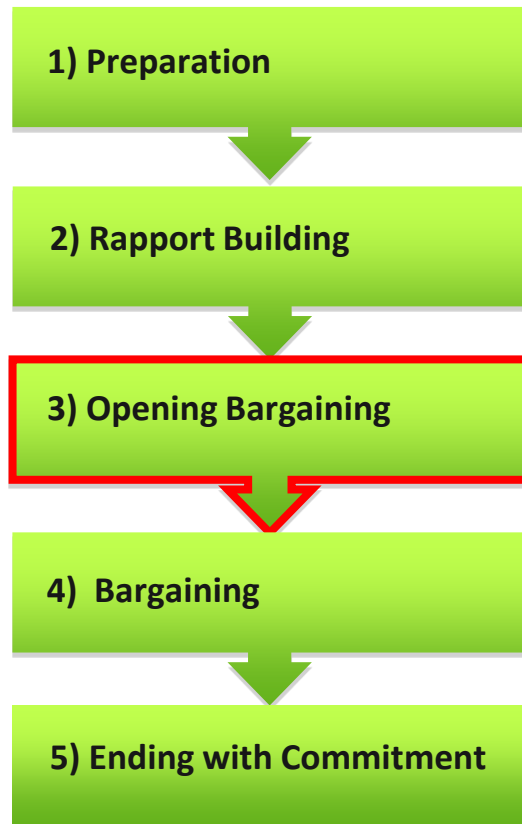 1) Preparation
2) Rapport Building
3) Opening Bargaining
4) Bargaining
5) Ending with Commitment